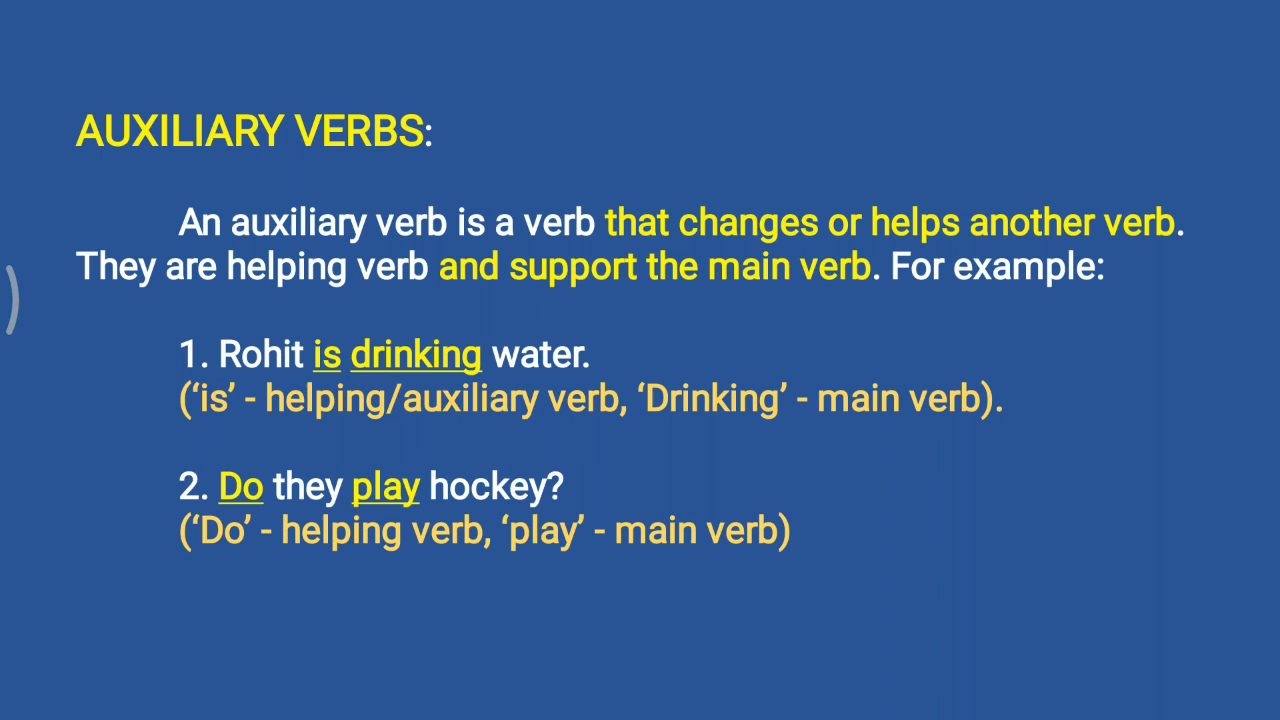 AUXILIARY VERBS:
An auxiliary verb is a verb that changes or helps another verb.
They are helping verb and support the main verb. For example:
1. Rohit is drinking water.
(‘is’ - helping/auxiliary verb, ‘Drinking’ - main verb).
2. Do they play hockey?
(‘Do’ - helping verb, ‘play’ - main verb)